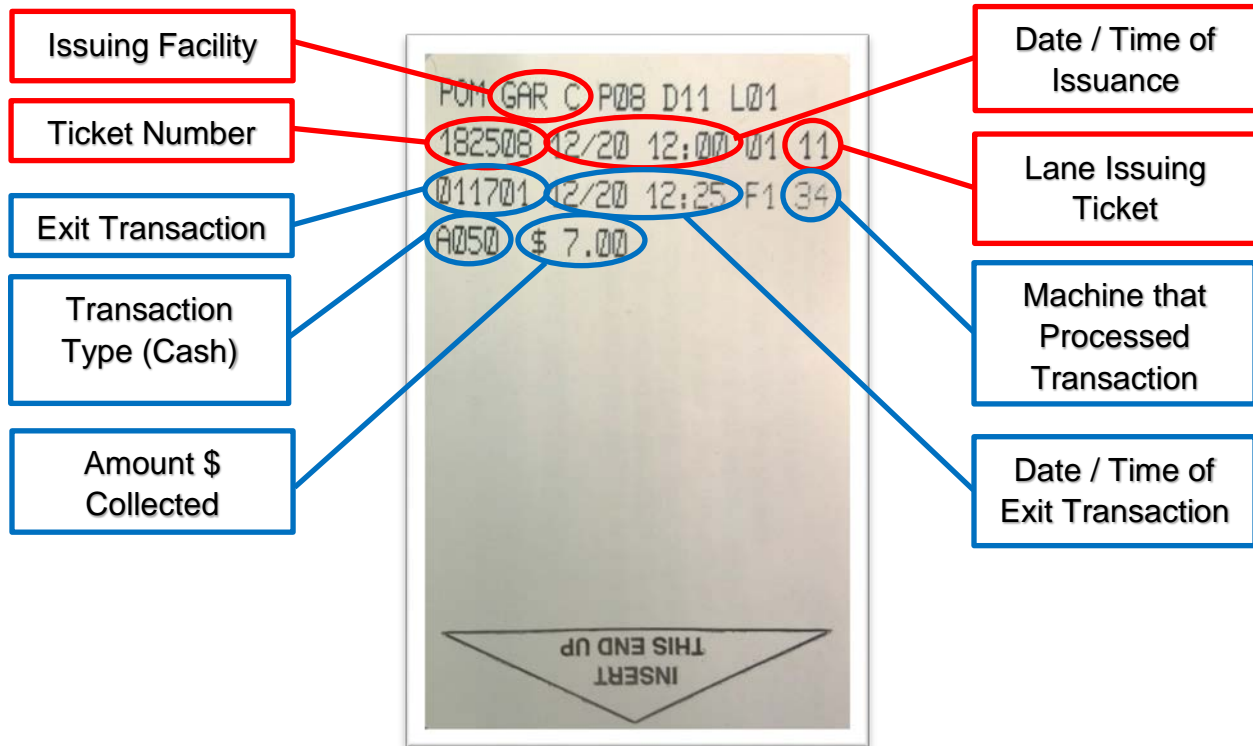 Issuing Facility
Ticket Number
Exit Transaction
Transaction
Type (Cash)
Amount $
Collected
POM GAR C P08 D11 L01
182508 12/20 12:00 01 11
011701 12/20 12:25 F1 34
A050 $ 7.00
INSERT
THIS END UP
Date / Time of
Issuance
Lane Issuing
Ticket
Machine that
Processed
Transaction
Date / Time of
Exit Transaction